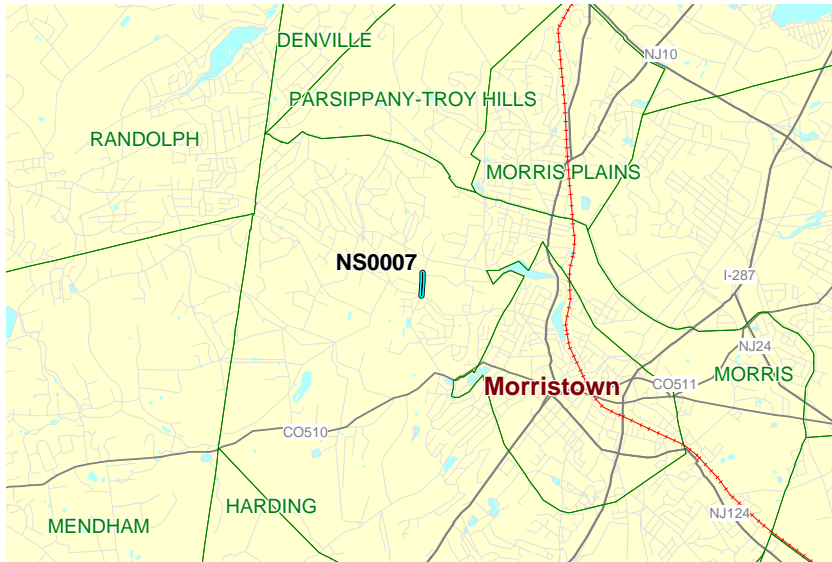 DENVILLE
NJ10
PARSIPPANY-TROY HILLS
RANDOLPH
MORRIS PLAINS
NS0007
I-287
NJ24
MORRIS
CO511
Morristown
CO510
HARDING
NJ124
MENDHAM